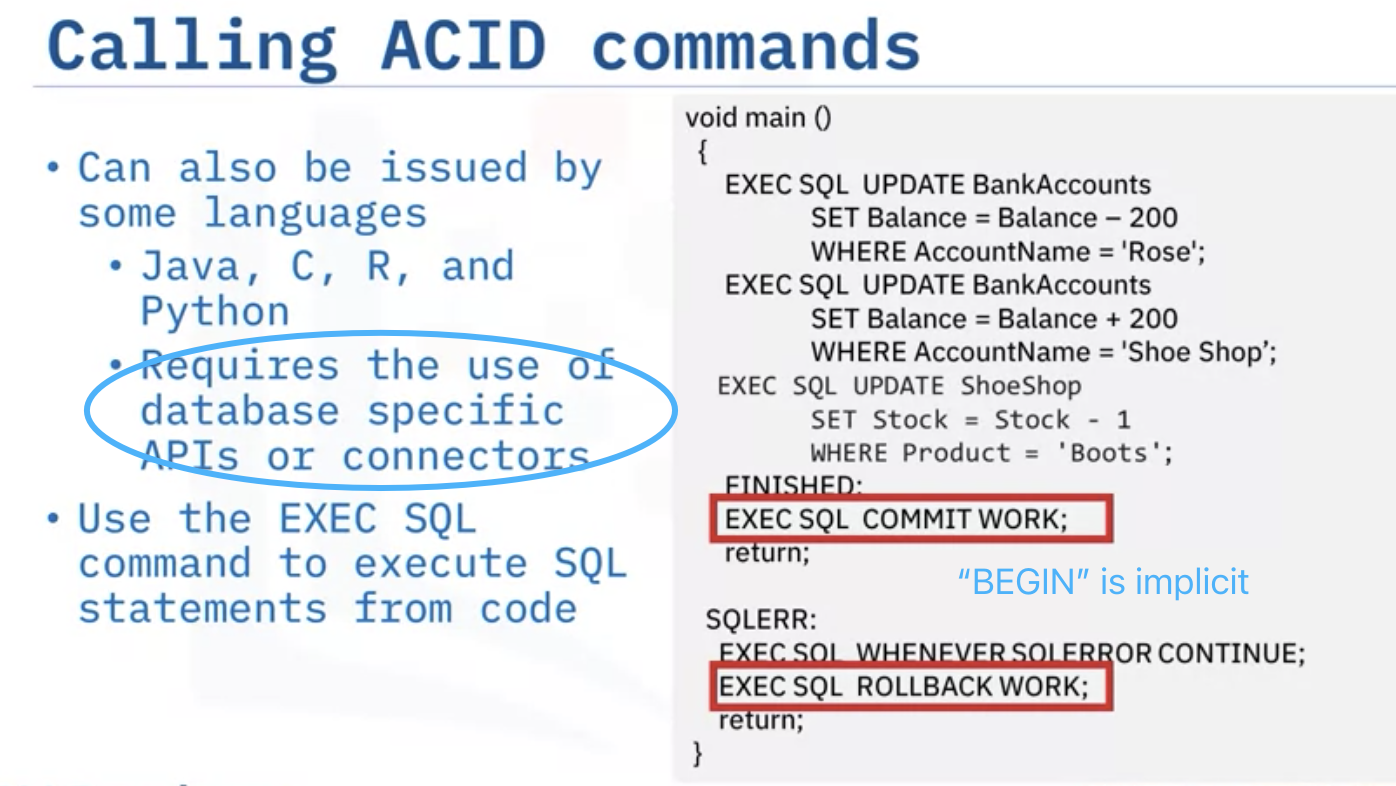 Calling ACID commands
• Can also be issued by
some languages
• Java, C, R, and
Python
• Requires the use of
database specific
APIs or connectors
• Use the EXEC SQL
command to execute SQL
statements from code
void main ()
{
EXEC SQL UPDATE BankAccounts
SET Balance = Balance – 200
WHERE AccountName = 'Rose';
EXEC SQL UPDATE BankAccounts
SET Balance = Balance + 200
WHERE AccountName = 'Shoe Shop’;
EXEC SQL UPDATE ShoeShop
SET Stock = Stock - 1
WHERE Product = 'Boots';
FINISHED:
EXEC SQL COMMIT WORK;
return;
“BEGIN” is implicit
SQLERR:
EXEC SQL WHENEVER SQLERROR CONTINUE;
EXEC SQL ROLLBACK WORK;
return;
}